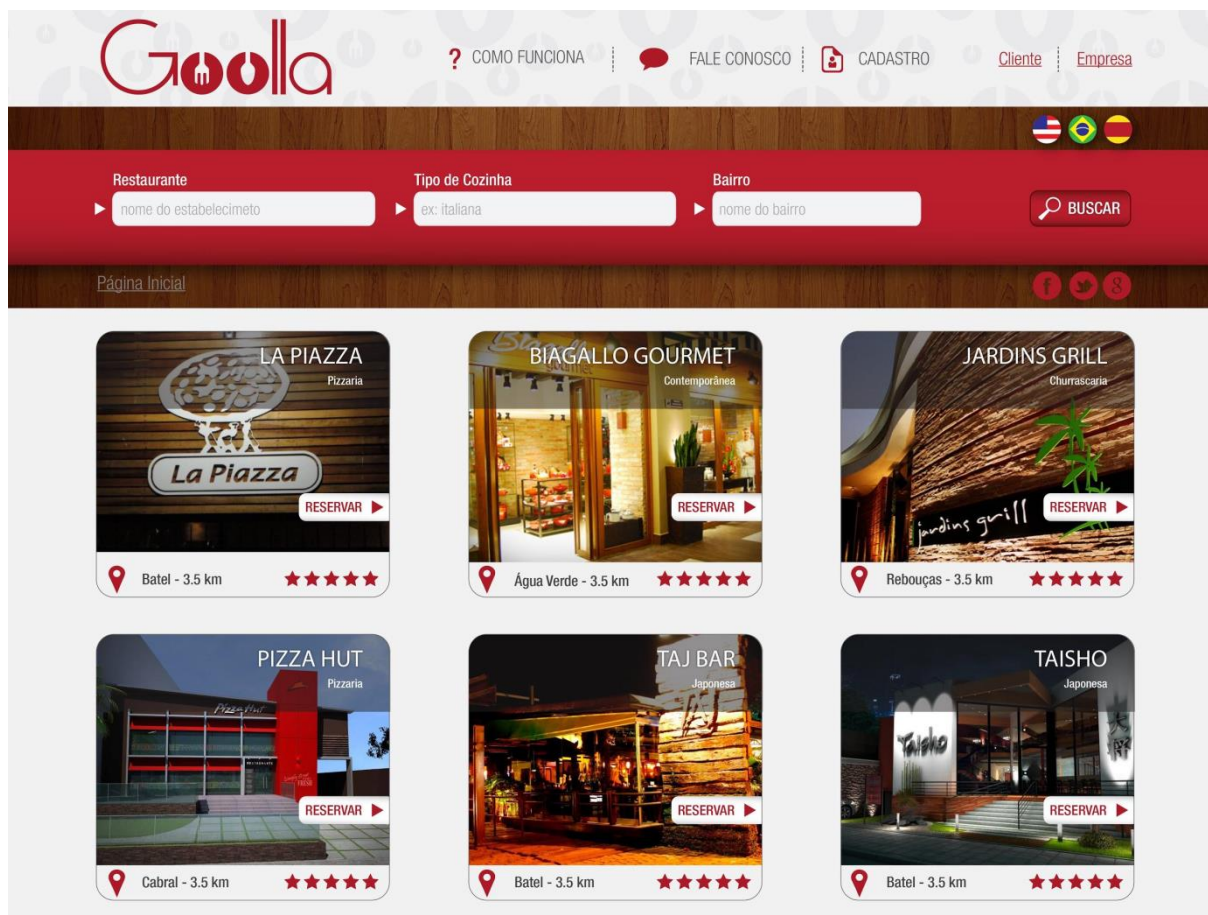 Goolla
? COMO FUNCIONA
FALE CONOSCO
CADASTRO
Cliente
Empresa
Restaurante
nome do estabelecimeto
Tipo de Cozinha
ex: italiana
Bairro
nome do bairro
BUSCAR
Página Inicial
f
8
LA PIAZZA
Pizzaria
La Piazza
RESERVAR
Batel - 3.5 km
BIAGALLO GOURMET
Contemporânea
Biagallo
gourmet
RESERVAR
Água Verde - 3.5 km
JARDINS GRILL
Churrascaria
jardins grill
RESERVAR
Rebouças - 3.5 km
PIZZA HUT
Pizzaria
Pizza Hut
RESERVAR
Cabral - 3.5 km
TAJ BAR
Japonesa
RESERVAR
Batel - 3.5 km
TAISHO
Japonesa
Taisho
RESERVAR
Batel - 3.5 km